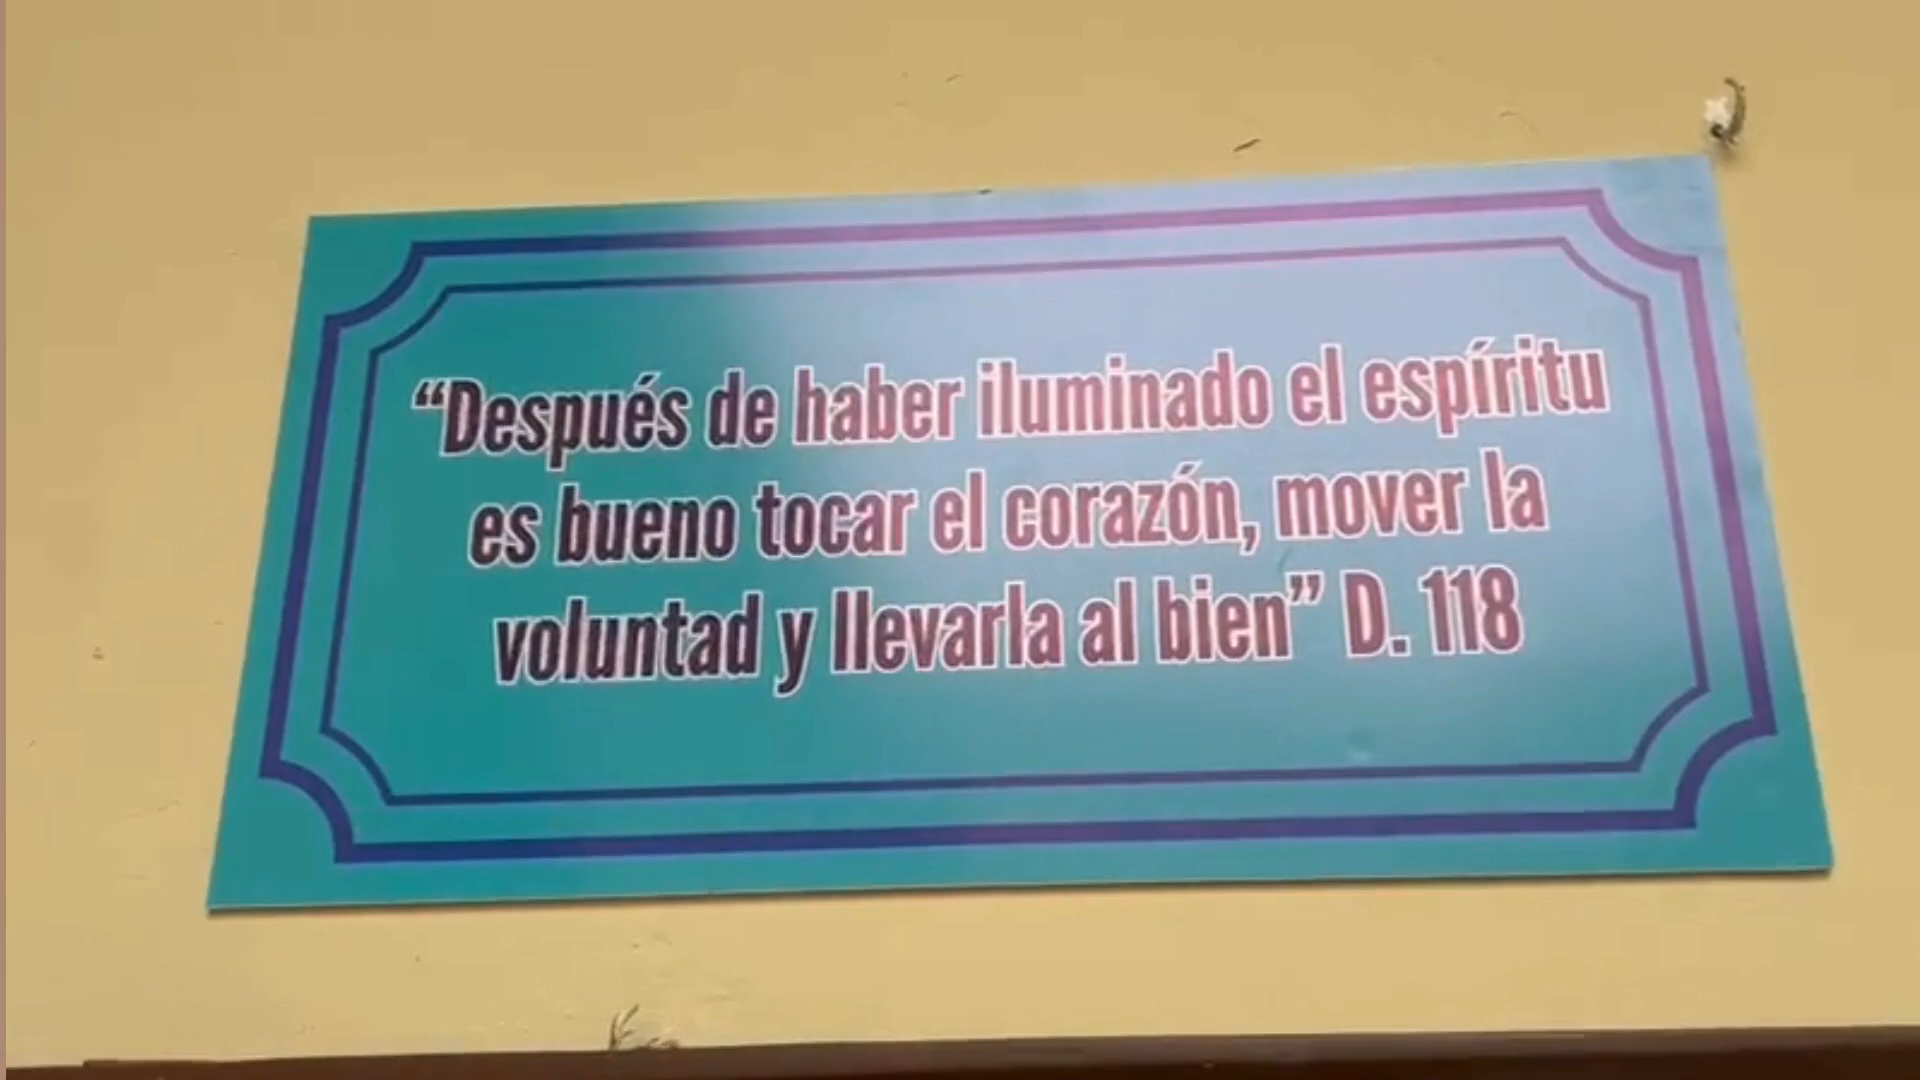 “Después de haber iluminado el espíritu
es bueno tocar el corazón, mover la
voluntad y llevarla al bien” D. 118